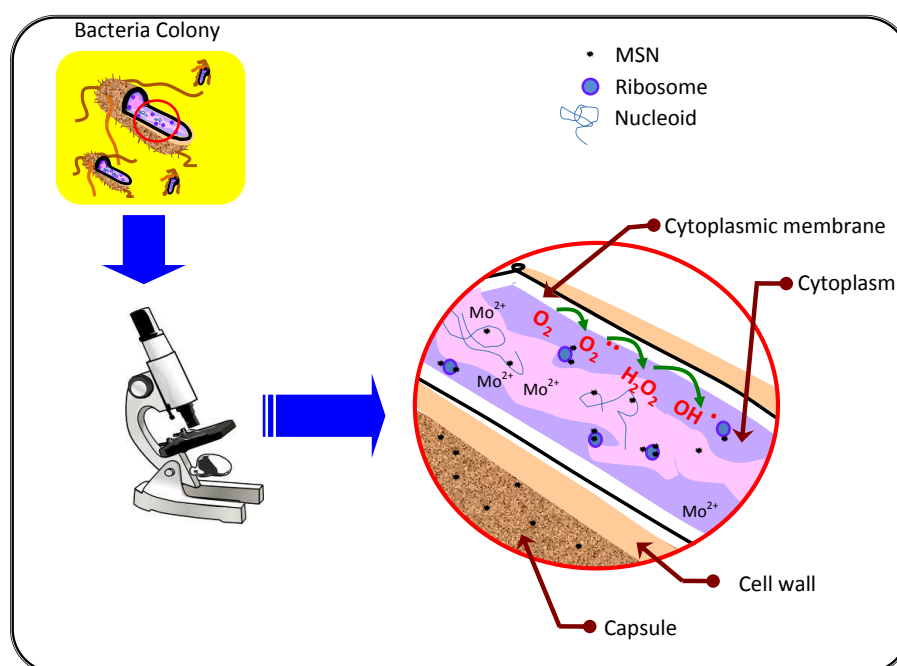 Bacteria Colony
MSN
Ribosome
Nucleoid
Cytoplasmic membrane
Cytoplasm
Mo²⁺
O₂
O₂··
H₂O₂
OH·
Mo²⁺
Mo²⁺
Mo²⁺
Cell wall
Capsule